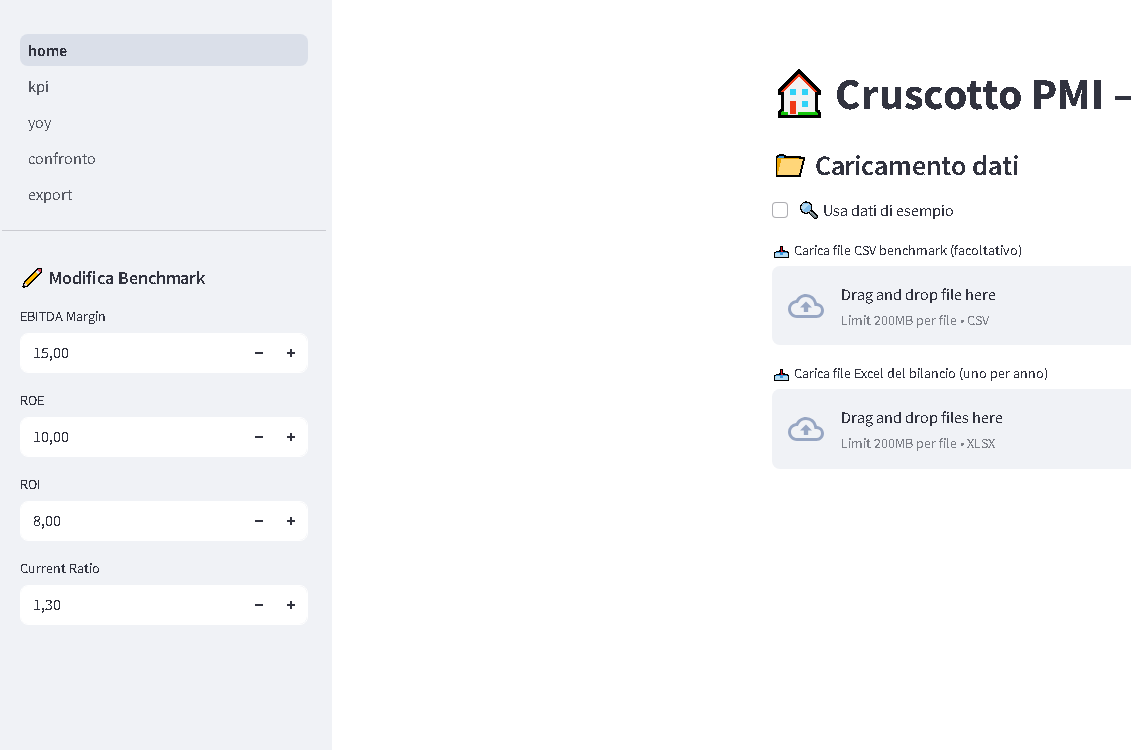 home
kpi
yoy
confronto
export
✏️ Modifica Benchmark
EBITDA Margin
15,00
ROE
10,00
ROI
8,00
Current Ratio
1,30
🏠 Cruscotto PMI –
📂 Caricamento dati
🔍 Usa dati di esempio
📥 Carica file CSV benchmark (facoltativo)
Drag and drop file here
Limit 200MB per file • CSV
📥 Carica file Excel del bilancio (uno per anno)
Drag and drop files here
Limit 200MB per file • XLSX